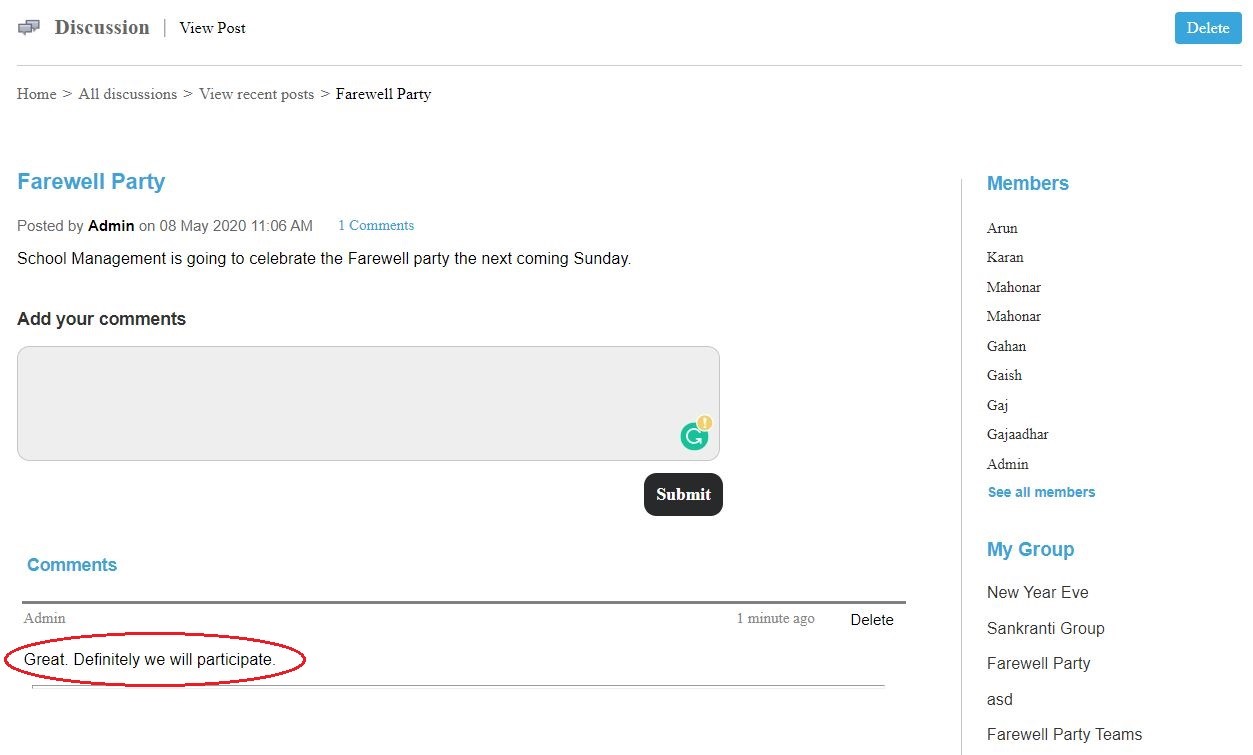 Discussion | View Post
Delete
Home > All discussions > View recent posts > Farewell Party
Farewell Party
Posted by Admin on 08 May 2020 11:06 AM 1 Comments
School Management is going to celebrate the Farewell party the next coming Sunday.
Add your comments
Submit
Comments
Admin 1 minute ago Delete
Great. Definitely we will participate.
Members
Arun
Karan
Mahonar
Mahonar
Gahan
Gaish
Gaj
Gajaadhar
Admin
See all members
My Group
New Year Eve
Sankranti Group
Farewell Party
asd
Farewell Party Teams